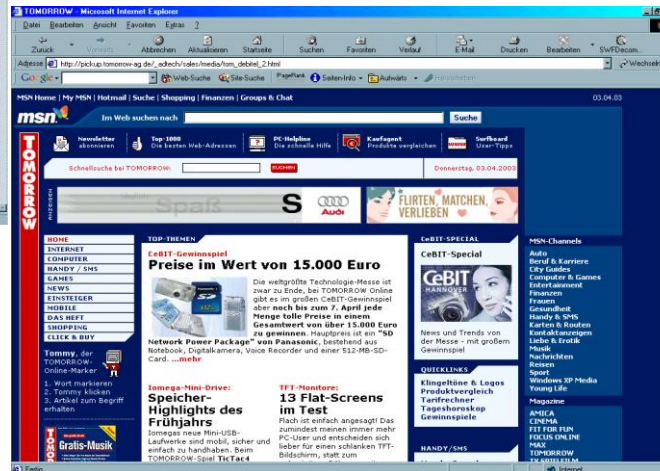 TOMORROW - Microsoft Internet Explorer
Datei Bearbeiten Ansicht Favoriten Extras ?
Zurück Vorwärts Abbrechen Aktualisieren Startseite Suchen Favoriten Verlauf E-Mail Drucken Bearbeiten SWFDecom...
Adresse http://pickup.tomorrow-ag.de/_adtech/sales/media/tom_debitel_2.html Wechseln
Google Web-Suche Site-Suche PageRank Seiten-Info Aufwärts
MSN Home | My MSN | Hotmail | Suche | Shopping | Finanzen | Groups & Chat 03.04.03
msn Im Web suchen nach Suche
TOMORROW
Newsletter abonnieren
Top-1000 Die besten Web-Adressen
PC-Helpline Die schnelle Hilfe
Kaufagent Produkte vergleichen
Surfboard User-Tipps
Schnellsuche bei TOMORROW: SUCHEN Donnerstag, 03.04.2003
ANZEIGEN
Spaß S Audi
FLIRTEN, MATCHEN,
VERLIEBEN
HOME
INTERNET
COMPUTER
HANDY / SMS
GAMES
NEWS
EINSTEIGER
MOBILE
DAS HEFT
SHOPPING
CLICK & BUY
Tommy, der
TOMORROW-
Online-Marker
1. Wort markieren
2. Tommy klicken
3. Artikel zum Begriff
erhalten
Gratis-Musik
TOP-THEMEN
CeBIT-Gewinnspiel
Preise im Wert von 15.000 Euro
Die weltgrößte Technologie-Messe ist
zwar zu Ende, bei TOMORROW Online
gibt es im großen CeBIT-Gewinnspiel
aber noch bis zum 7. April jede
Menge tolle Preise in einem
Gesamtwert von über 15.000 Euro
zu gewinnen. Hauptpreis ist ein "SD
Network Power Package" von Panasonic, bestehend aus
Notebook, Digitalkamera, Voice Recorder und einer 512-MB-SD-
Card. ...mehr
Iomega-Mini-Drive:
Speicher-
Highlights des
Frühjahrs
Iomegas neue Mini-USB-
Laufwerke sind mobil, sicher und
einfach zu handhaben. Beim
TOMORROW-Spiel TicTac4
TFT-Monitore:
13 Flat-Screens
im Test
Flach ist einfach angesagt! Das
zumindest meinen immer mehr
PC-User und entscheiden sich
lieber für einen schlanken TFT-
Bildschirm, statt zum
CeBIT-SPECIAL
CeBIT-Special
CeBIT
HANNOVER
News und Trends von
der Messe - mit großem
Gewinnspiel
QUICKLINKS
Klingeltöne & Logos
Produktvergleich
Tarifrechner
Tageshoroskop
Gewinnspiele
HANDY/SMS
MSN-Channels
Auto
Beruf & Karriere
City Guides
Computer & Games
Entertainment
Finanzen
Frauen
Gesundheit
Handy & SMS
Karten & Routen
Kontaktanzeigen
Liebe & Erotik
Musik
Nachrichten
Reisen
Sport
Windows XP Media
Young Life
Magazine
AMICA
CINEMA
FIT FOR FUN
FOCUS ONLINE
MAX
TOMORROW
TV SPIELFILM
Fertig Internet